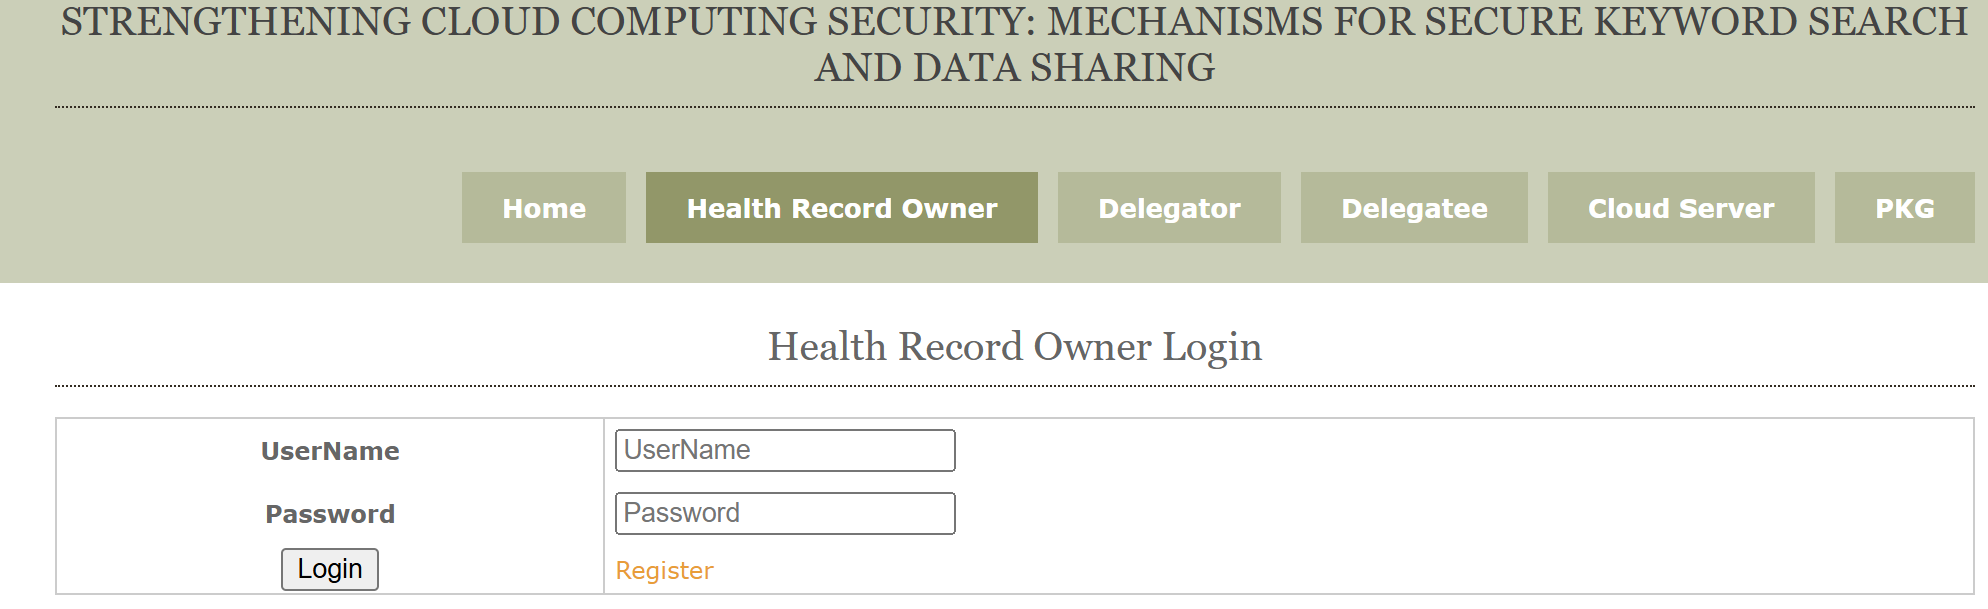 STRENGTHENING CLOUD COMPUTING SECURITY: MECHANISMS FOR SECURE KEYWORD SEARCH
AND DATA SHARING
Home Health Record Owner Delegator Delegatee Cloud Server PKG
Health Record Owner Login
UserName UserName
Password Password
Login Register